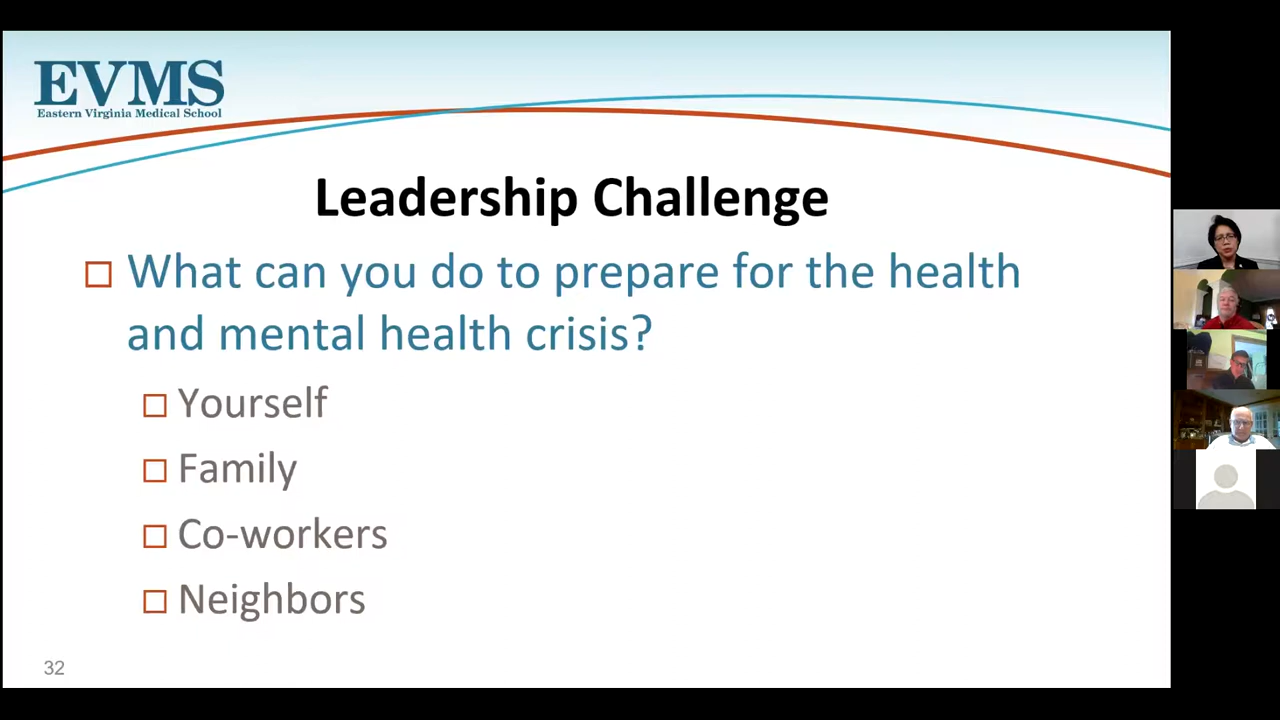 EVMS
Eastern Virginia Medical School
Leadership Challenge
What can you do to prepare for the health
and mental health crisis?
Yourself
Family
Co-workers
Neighbors
32